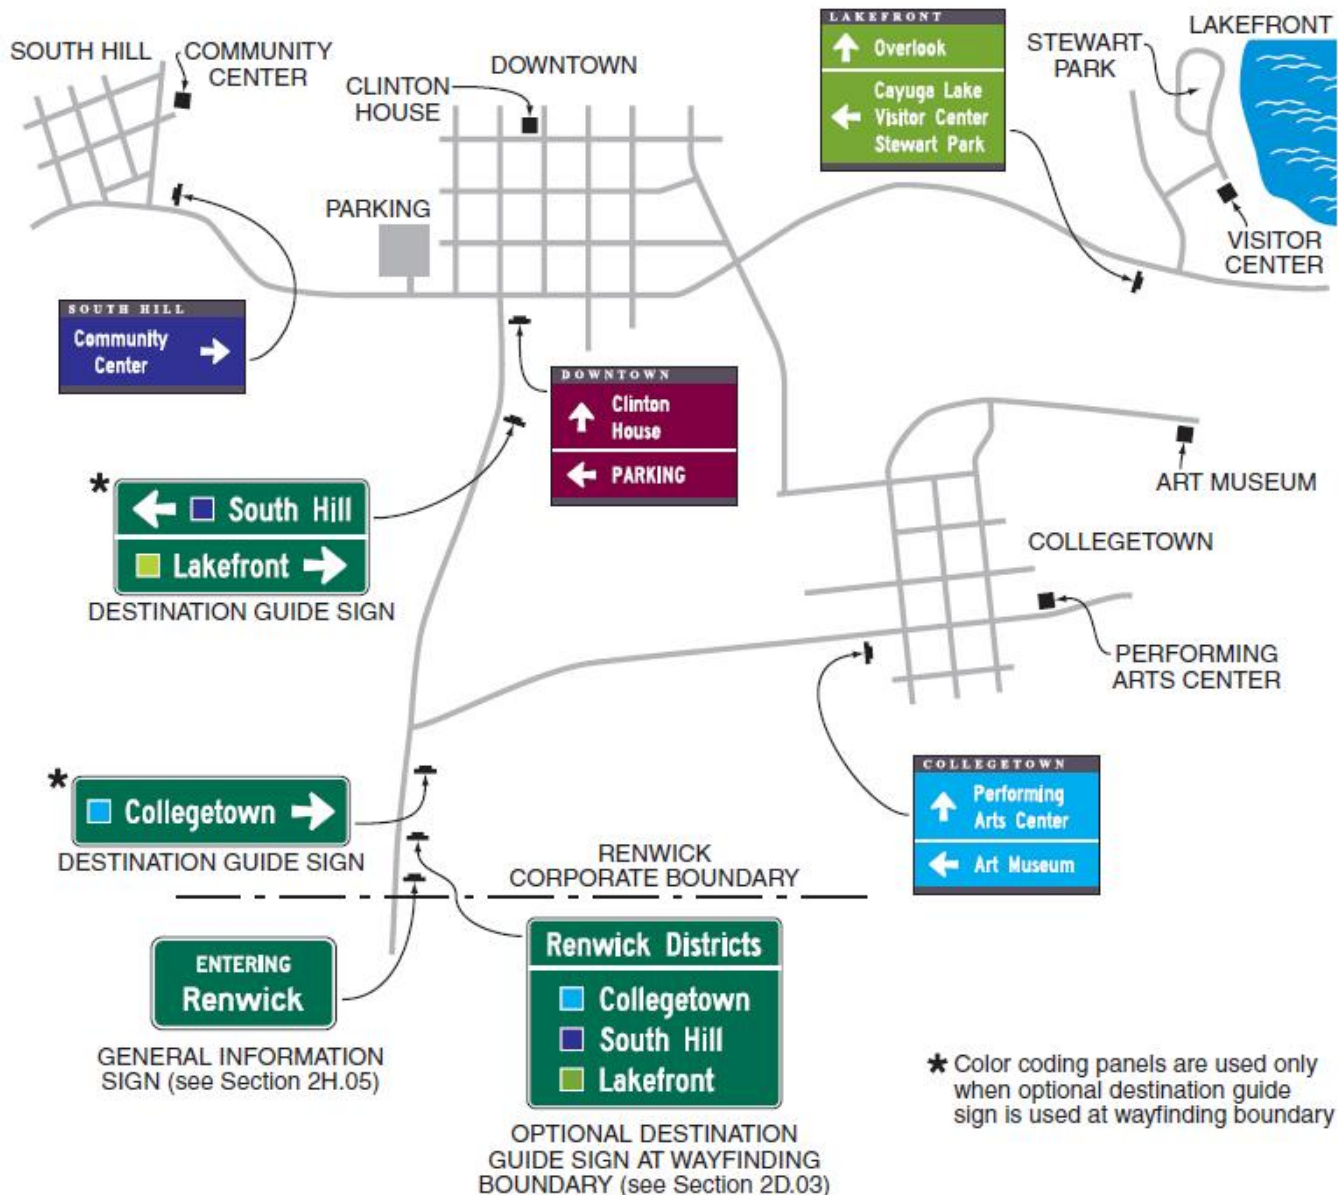 SOUTH HILL
COMMUNITY
CENTER
CLINTON
HOUSE
DOWNTOWN
LAKEFRONT
Overlook
Cayuga Lake
Visitor Center
Stewart Park
STEWART
PARK
LAKEFRONT
PARKING
VISITOR
CENTER
SOUTH HILL
Community
Center
DOWNTOWN
Clinton
House
PARKING
* South Hill
Lakefront
DESTINATION GUIDE SIGN
ART MUSEUM
COLLEGETOWN
PERFORMING
ARTS CENTER
* Collegetown
DESTINATION GUIDE SIGN
COLLEGETOWN
Performing
Arts Center
Art Museum
RENWICK
CORPORATE BOUNDARY
ENTERING
Renwick
GENERAL INFORMATION
SIGN (see Section 2H.05)
Renwick Districts
Collegetown
South Hill
Lakefront
OPTIONAL DESTINATION
GUIDE SIGN AT WAYFINDING
BOUNDARY (see Section 2D.03)
* Color coding panels are used only
when optional destination guide
sign is used at wayfinding boundary